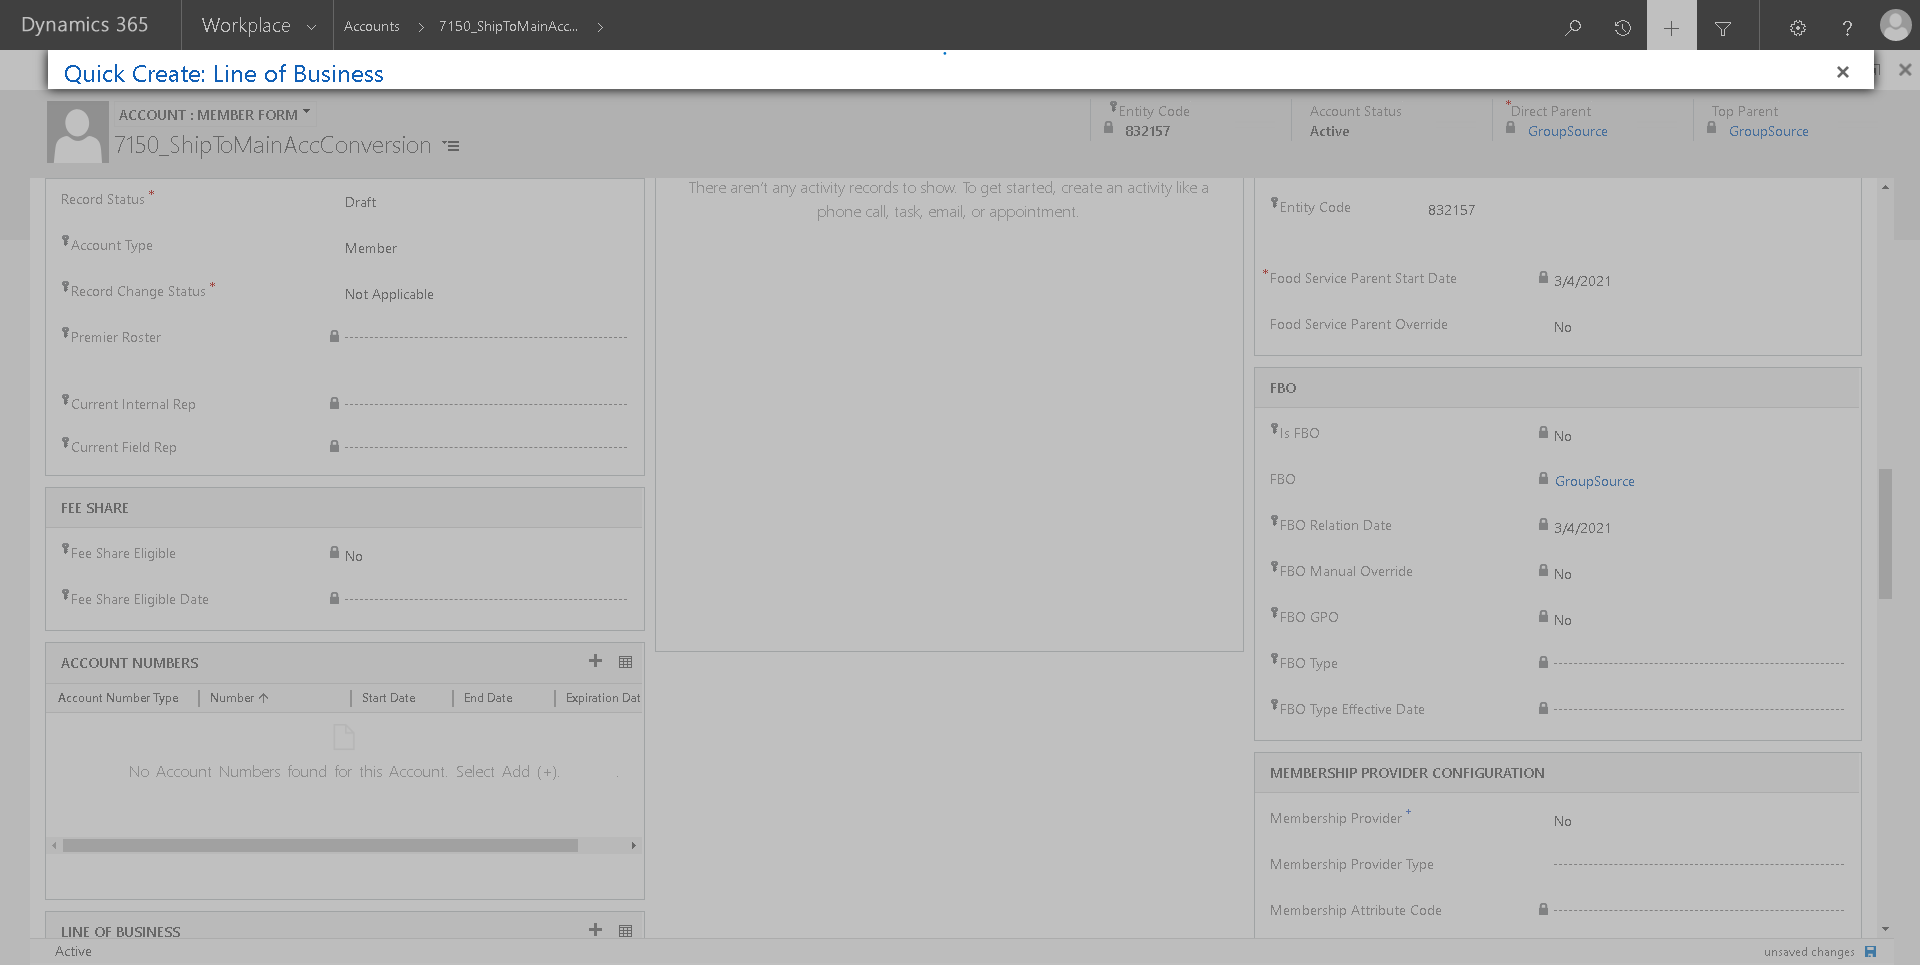 Dynamics 365 Workplace Accounts 7150_ShipToMainAcc...
Quick Create: Line of Business
ACCOUNT : MEMBER FORM
7150_ShipToMainAccConversion
Entity Code
832157
Account Status
Active
*Direct Parent
GroupSource
Top Parent
GroupSource
Record Status * Draft
Account Type Member
Record Change Status * Not Applicable
Premier Roster
Current Internal Rep
Current Field Rep
FEE SHARE
Fee Share Eligible No
Fee Share Eligible Date
ACCOUNT NUMBERS
Account Number Type Number Start Date End Date Expiration Dat
No Account Numbers found for this Account. Select Add (+). .
LINE OF BUSINESS
There aren't any activity records to show. To get started, create an activity like a
phone call, task, email, or appointment.
Entity Code 832157
*Food Service Parent Start Date 3/4/2021
Food Service Parent Override No
FBO
Is FBO No
FBO GroupSource
FBO Relation Date 3/4/2021
FBO Manual Override No
FBO GPO No
FBO Type
FBO Type Effective Date
MEMBERSHIP PROVIDER CONFIGURATION
Membership Provider + No
Membership Provider Type
Membership Attribute Code
Active
unsaved changes